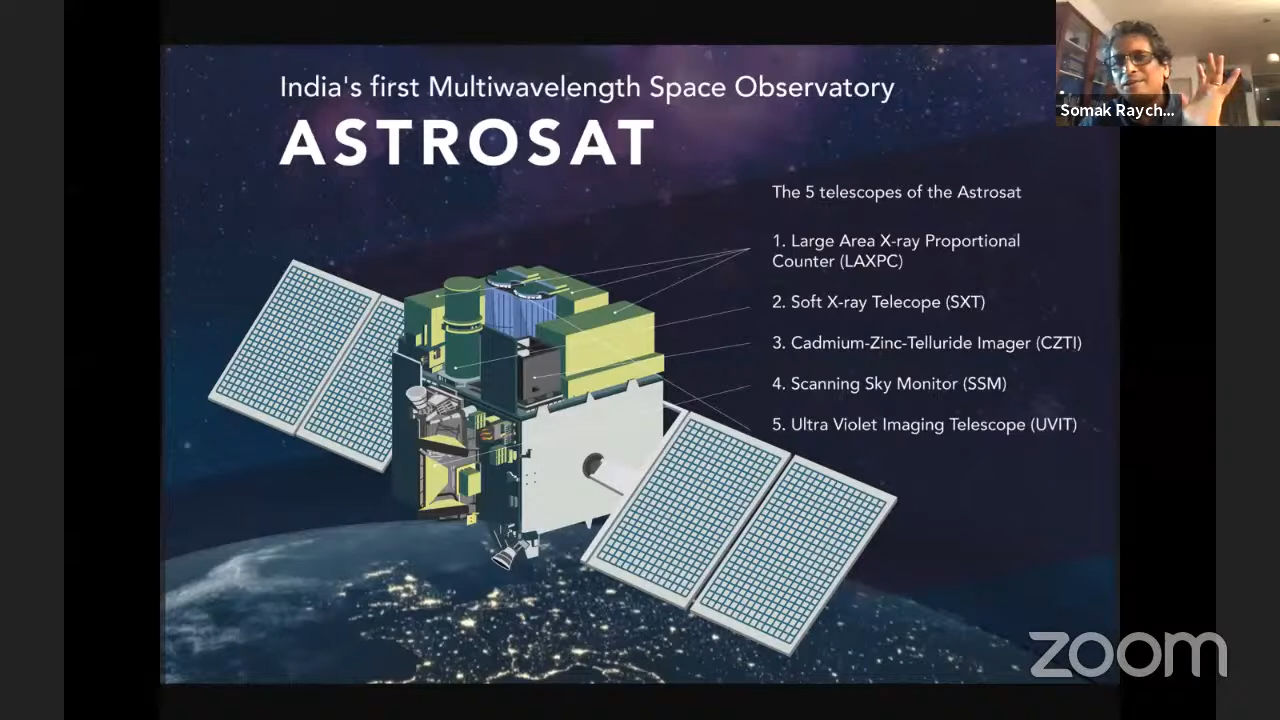 India's first Multiwavelength Space Observatory
ASTROSAT
Somak Raych...
The 5 telescopes of the Astrosat
1. Large Area X-ray Proportional
Counter (LAXPC)
2. Soft X-ray Telecope (SXT)
3. Cadmium-Zinc-Telluride Imager (CZTI)
4. Scanning Sky Monitor (SSM)
5. Ultra Violet Imaging Telescope (UVIT)
zoom